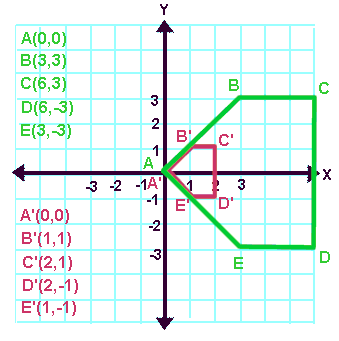 Y
A(0,0)
B(3,3)
C(6,3)
D(6,-3)
E(3,-3)
B
C
3
2
1
B'
C'
A
A'
X
-3 -2 -1
1 2 3
E'
D'
-1
-2
-3
E
D
A'(0,0)
B'(1,1)
C'(2,1)
D'(2,-1)
E'(1,-1)